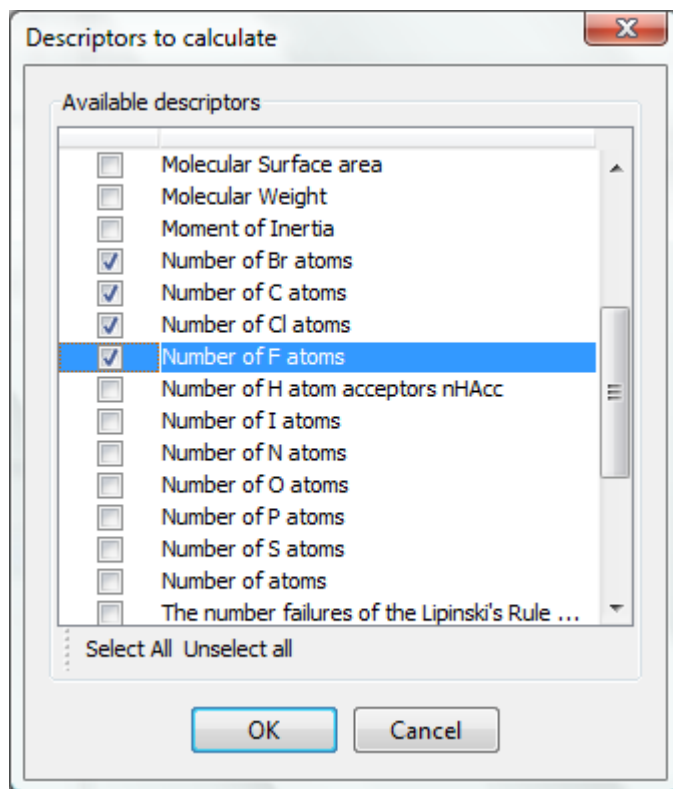 Descriptors to calculate
Available descriptors
Molecular Surface area
Molecular Weight
Moment of Inertia
Number of Br atoms
Number of C atoms
Number of Cl atoms
Number of F atoms
Number of H atom acceptors nHAcc
Number of I atoms
Number of N atoms
Number of O atoms
Number of P atoms
Number of S atoms
Number of atoms
The number failures of the Lipinski's Rule ...
Select All Unselect all
OK Cancel